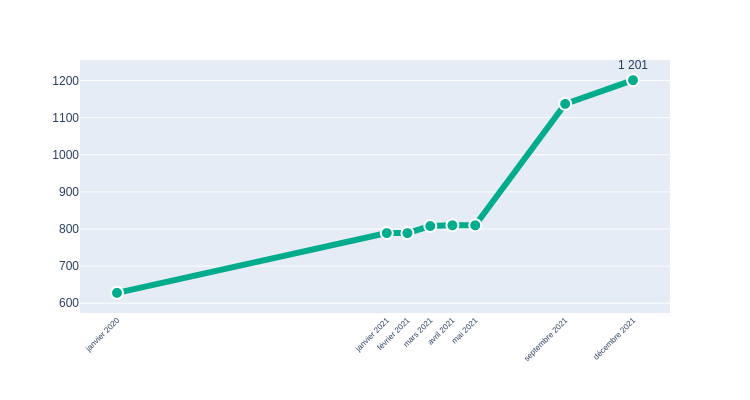 1 201
1200
1100
1000
900
800
700
600
janvier 2020
janvier 2021
février 2021
mars 2021
avril 2021
mai 2021
septembre 2021
décembre 2021